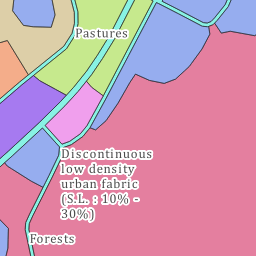 Pastures
Discontinuous
low density
urban fabric
(S.L. : 10% -
30%)
Forests